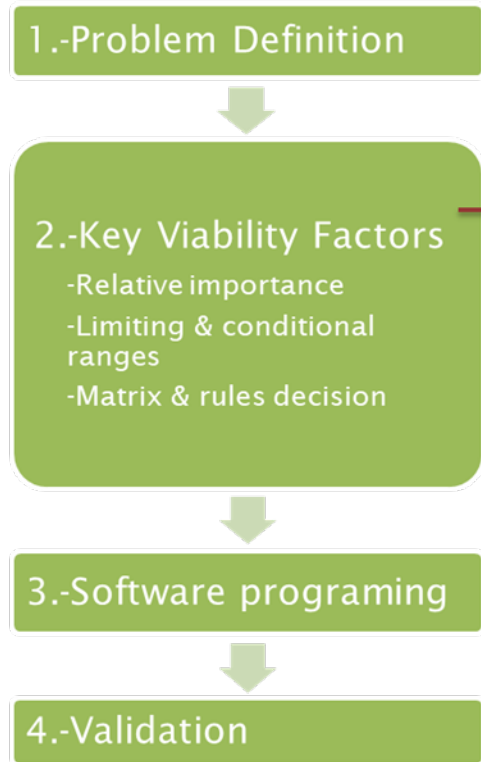 1.-Problem Definition
2.-Key Viability Factors
-Relative importance
-Limiting & conditional
ranges
-Matrix & rules decision
3.-Software programing
4.-Validation